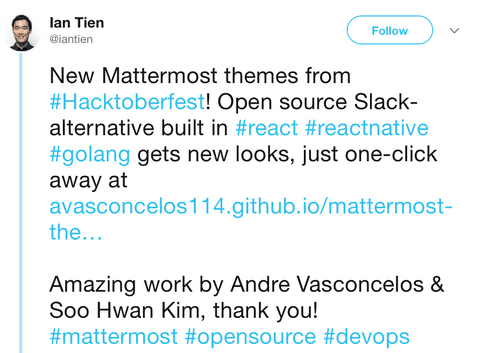 Ian Tien
@iantien
Follow
New Mattermost themes from
#Hacktoberfest! Open source Slack-
alternative built in #react #reactnative
#golang gets new looks, just one-click
away at
avasconcelos114.github.io/mattermost-
the…
Amazing work by Andre Vasconcelos &
Soo Hwan Kim, thank you!
#mattermost #opensource #devops